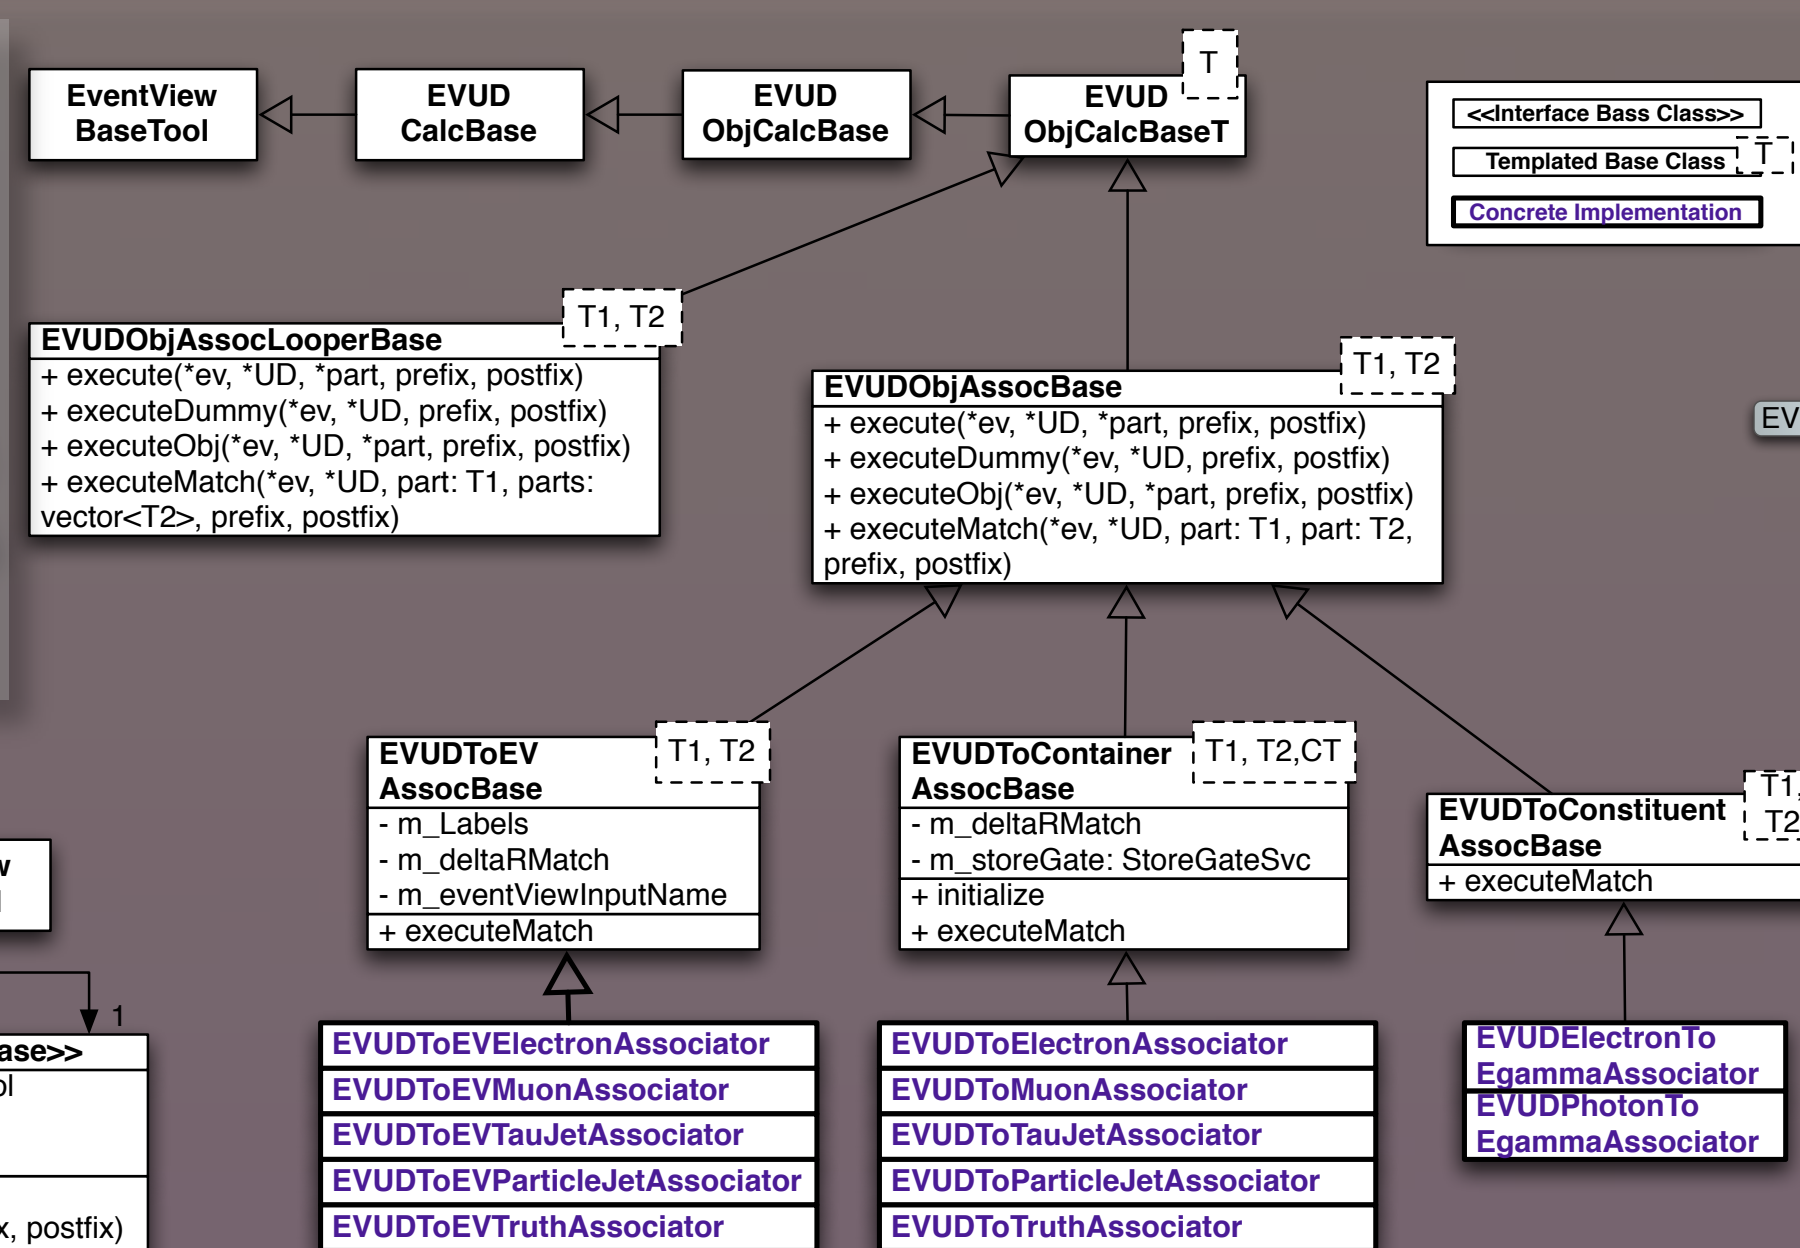 EventView
BaseTool
EVUD
CalcBase
EVUD
ObjCalcBase
T
EVUD
ObjCalcBaseT
<<Interface Bass Class>>
Templated Base Class
T
Concrete Implementation
T1, T2
EVUDObjAssocLooperBase
+ execute(*ev, *UD, *part, prefix, postfix)
+ executeDummy(*ev, *UD, prefix, postfix)
+ executeObj(*ev, *UD, *part, prefix, postfix)
+ executeMatch(*ev, *UD, part: T1, parts:
vector<T2>, prefix, postfix)
T1, T2
EVUDObjAssocBase
+ execute(*ev, *UD, *part, prefix, postfix)
+ executeDummy(*ev, *UD, prefix, postfix)
+ executeObj(*ev, *UD, *part, prefix, postfix)
+ executeMatch(*ev, *UD, part: T1, part: T2,
prefix, postfix)
EV
T1, T2
EVUDToEV
AssocBase
- m_Labels
- m_deltaRMatch
- m_eventViewInputName
+ executeMatch
T1, T2,CT
EVUDToContainer
AssocBase
- m_deltaRMatch
- m_storeGate: StoreGateSvc
+ initialize
+ executeMatch
T1,
T2
EVUDToConstituent
AssocBase
+ executeMatch
1
ase>>
x, postfix)
EVUDToEVElectronAssociator
EVUDToEVMuonAssociator
EVUDToEVTauJetAssociator
EVUDToEVParticleJetAssociator
EVUDToEVTruthAssociator
EVUDToElectronAssociator
EVUDToMuonAssociator
EVUDToTauJetAssociator
EVUDToParticleJetAssociator
EVUDToTruthAssociator
EVUDElectronTo
EgammaAssociator
EVUDPhotonTo
EgammaAssociator